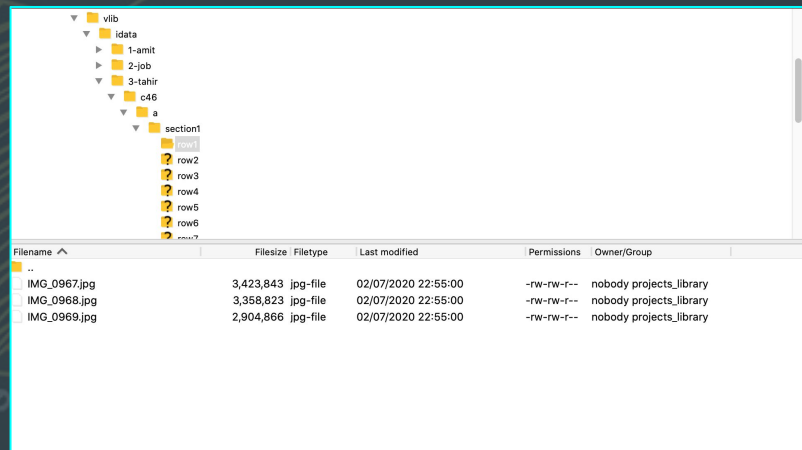 vlib
idata
1-amit
2-job
3-tahir
c46
a
section1
row1
row2
row3
row4
row5
row6
row7
Filename Filesize Filetype Last modified Permissions Owner/Group
..
IMG_0967.jpg 3,423,843 jpg-file 02/07/2020 22:55:00 -rw-rw-r-- nobody projects_library
IMG_0968.jpg 3,358,823 jpg-file 02/07/2020 22:55:00 -rw-rw-r-- nobody projects_library
IMG_0969.jpg 2,904,866 jpg-file 02/07/2020 22:55:00 -rw-rw-r-- nobody projects_library